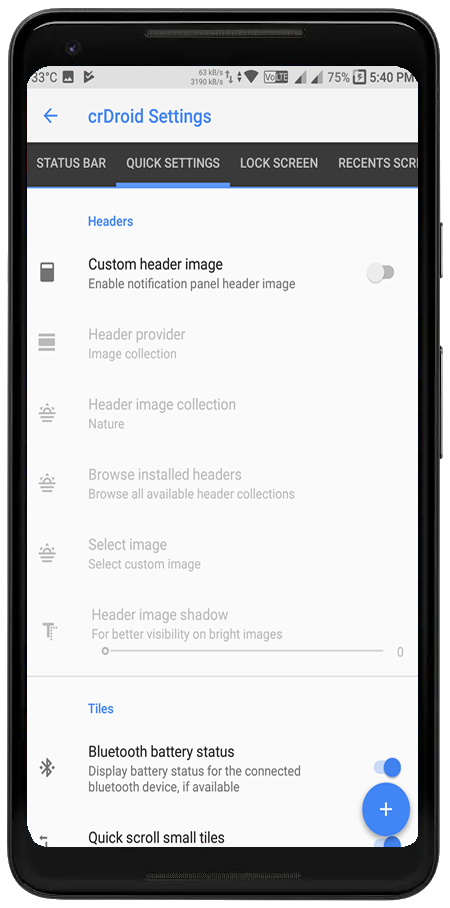 33°C 63 kB/s 3190 kB/s VoLTE 75% 5:40 PM
crDroid Settings
STATUS BAR QUICK SETTINGS LOCK SCREEN RECENTS SCR
Headers
Custom header image
Enable notification panel header image
Header provider
Image collection
Header image collection
Nature
Browse installed headers
Browse all available header collections
Select image
Select custom image
Header image shadow
For better visibility on bright images
0
Tiles
Bluetooth battery status
Display battery status for the connected
bluetooth device, if available
Quick scroll small tiles